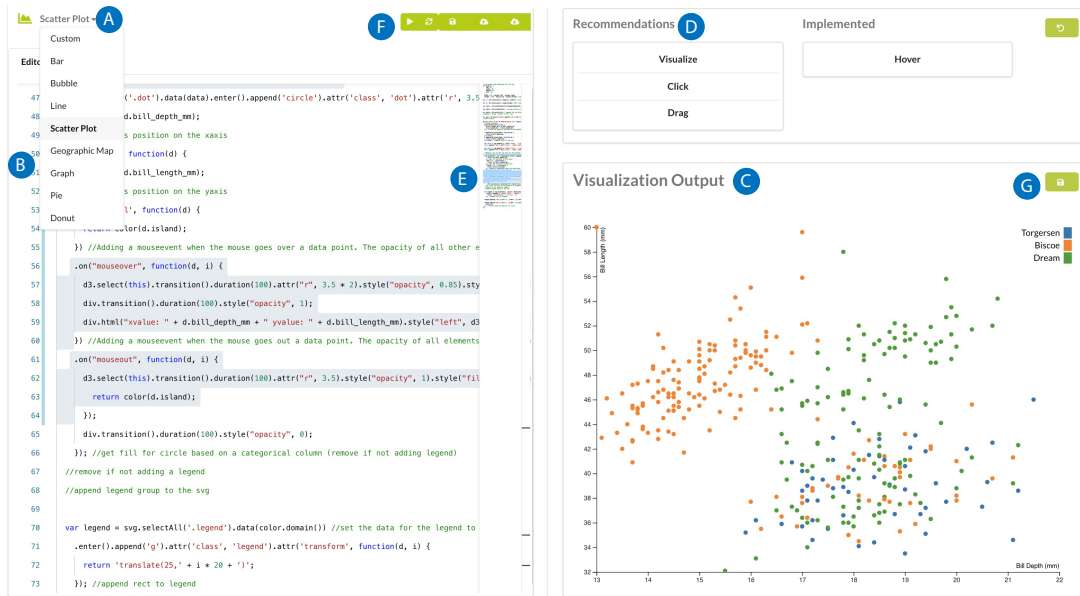 Scatter Plot
A
Custom
Bar
Bubble
Line
Scatter Plot
Geographic Map
Graph
Pie
Donut
B
F
Edito
47 ('.dot').data(data).enter().append('circle').attr('class', 'dot').attr('r', 3.5
48 d.bill_depth_mm);
49 s position on the xaxis
50 function(d) {
51 d.bill_length_mm);
52 s position on the yaxis
53 l', function(d) {
54 return color(d.island);
55 }) //Adding a mouseevent when the mouse goes over a data point. The opacity of all other e
56 .on("mouseover", function(d, i) {
57 d3.select(this).transition().duration(100).attr("r", 3.5 * 2).style("opacity", 0.85).sty
58 div.transition().duration(100).style("opacity", 1);
59 div.html("xvalue: " + d.bill_depth_mm + " yvalue: " + d.bill_length_mm).style("left", d3
60 }) //Adding a mouseevent when the mouse goes out a data point. The opacity of all elements
61 .on("mouseout", function(d, i) {
62 d3.select(this).transition().duration(100).attr("r", 3.5).style("opacity", 1).style("fil
63 return color(d.island);
64 });
65 div.transition().duration(100).style("opacity", 0);
66 }); //get fill for circle based on a categorical column (remove if not adding legend)
67 //remove if not adding a legend
68 //append legend group to the svg
69
70 var legend = svg.selectAll('.legend').data(color.domain()) //set the data for the legend to
71 .enter().append('g').attr('class', 'legend').attr('transform', function(d, i) {
72 return 'translate(25,' + i * 20 + ')';
73 }); //append rect to legend
E
Recommendations D
Visualize
Click
Drag
Implemented
Hover
Visualization Output C
G
Torgersen
Biscoe
Dream
Bill Length (mm)
60
58
56
54
52
50
48
46
44
42
40
38
36
34
32
Bill Depth (mm)
13 14 15 16 17 18 19 20 21 22